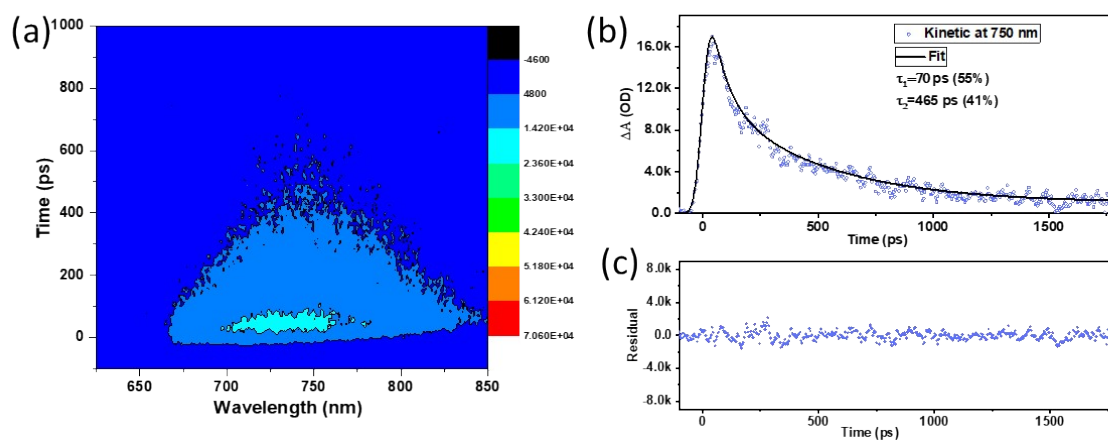 (a)
1000
800
600
400
200
0
Time (ps)
650 700 750 800 850
Wavelength (nm)
-4600
4800
1.420E+04
2.360E+04
3.300E+04
4.240E+04
5.180E+04
6.120E+04
7.060E+04
(b)
16.0k
12.0k
8.0k
4.0k
0.0
ΔA (OD)
Kinetic at 750 nm
Fit
τ1=70 ps (55%)
τ2=465 ps (41%)
0 500 1000 1500
Time (ps)
(c)
8.0k
4.0k
0.0
-4.0k
-8.0k
Residual
0 500 1000 1500
Time (ps)